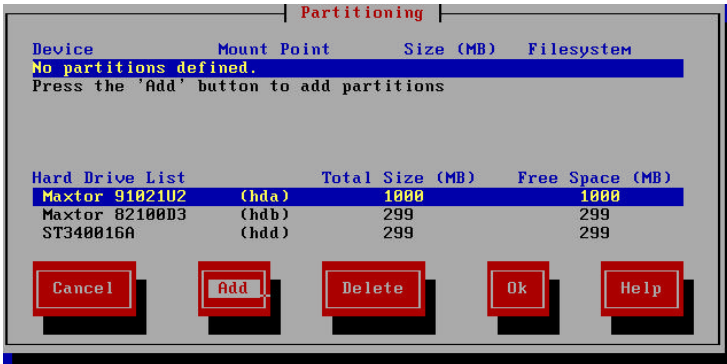 Partitioning
Device Mount Point Size (MB) Filesystem
No partitions defined.
Press the 'Add' button to add partitions
Hard Drive List Total Size (MB) Free Space (MB)
Maxtor 91021U2 (hda) 1000 1000
Maxtor 82100D3 (hdb) 299 299
ST340016A (hdd) 299 299
Cancel Add Delete Ok Help